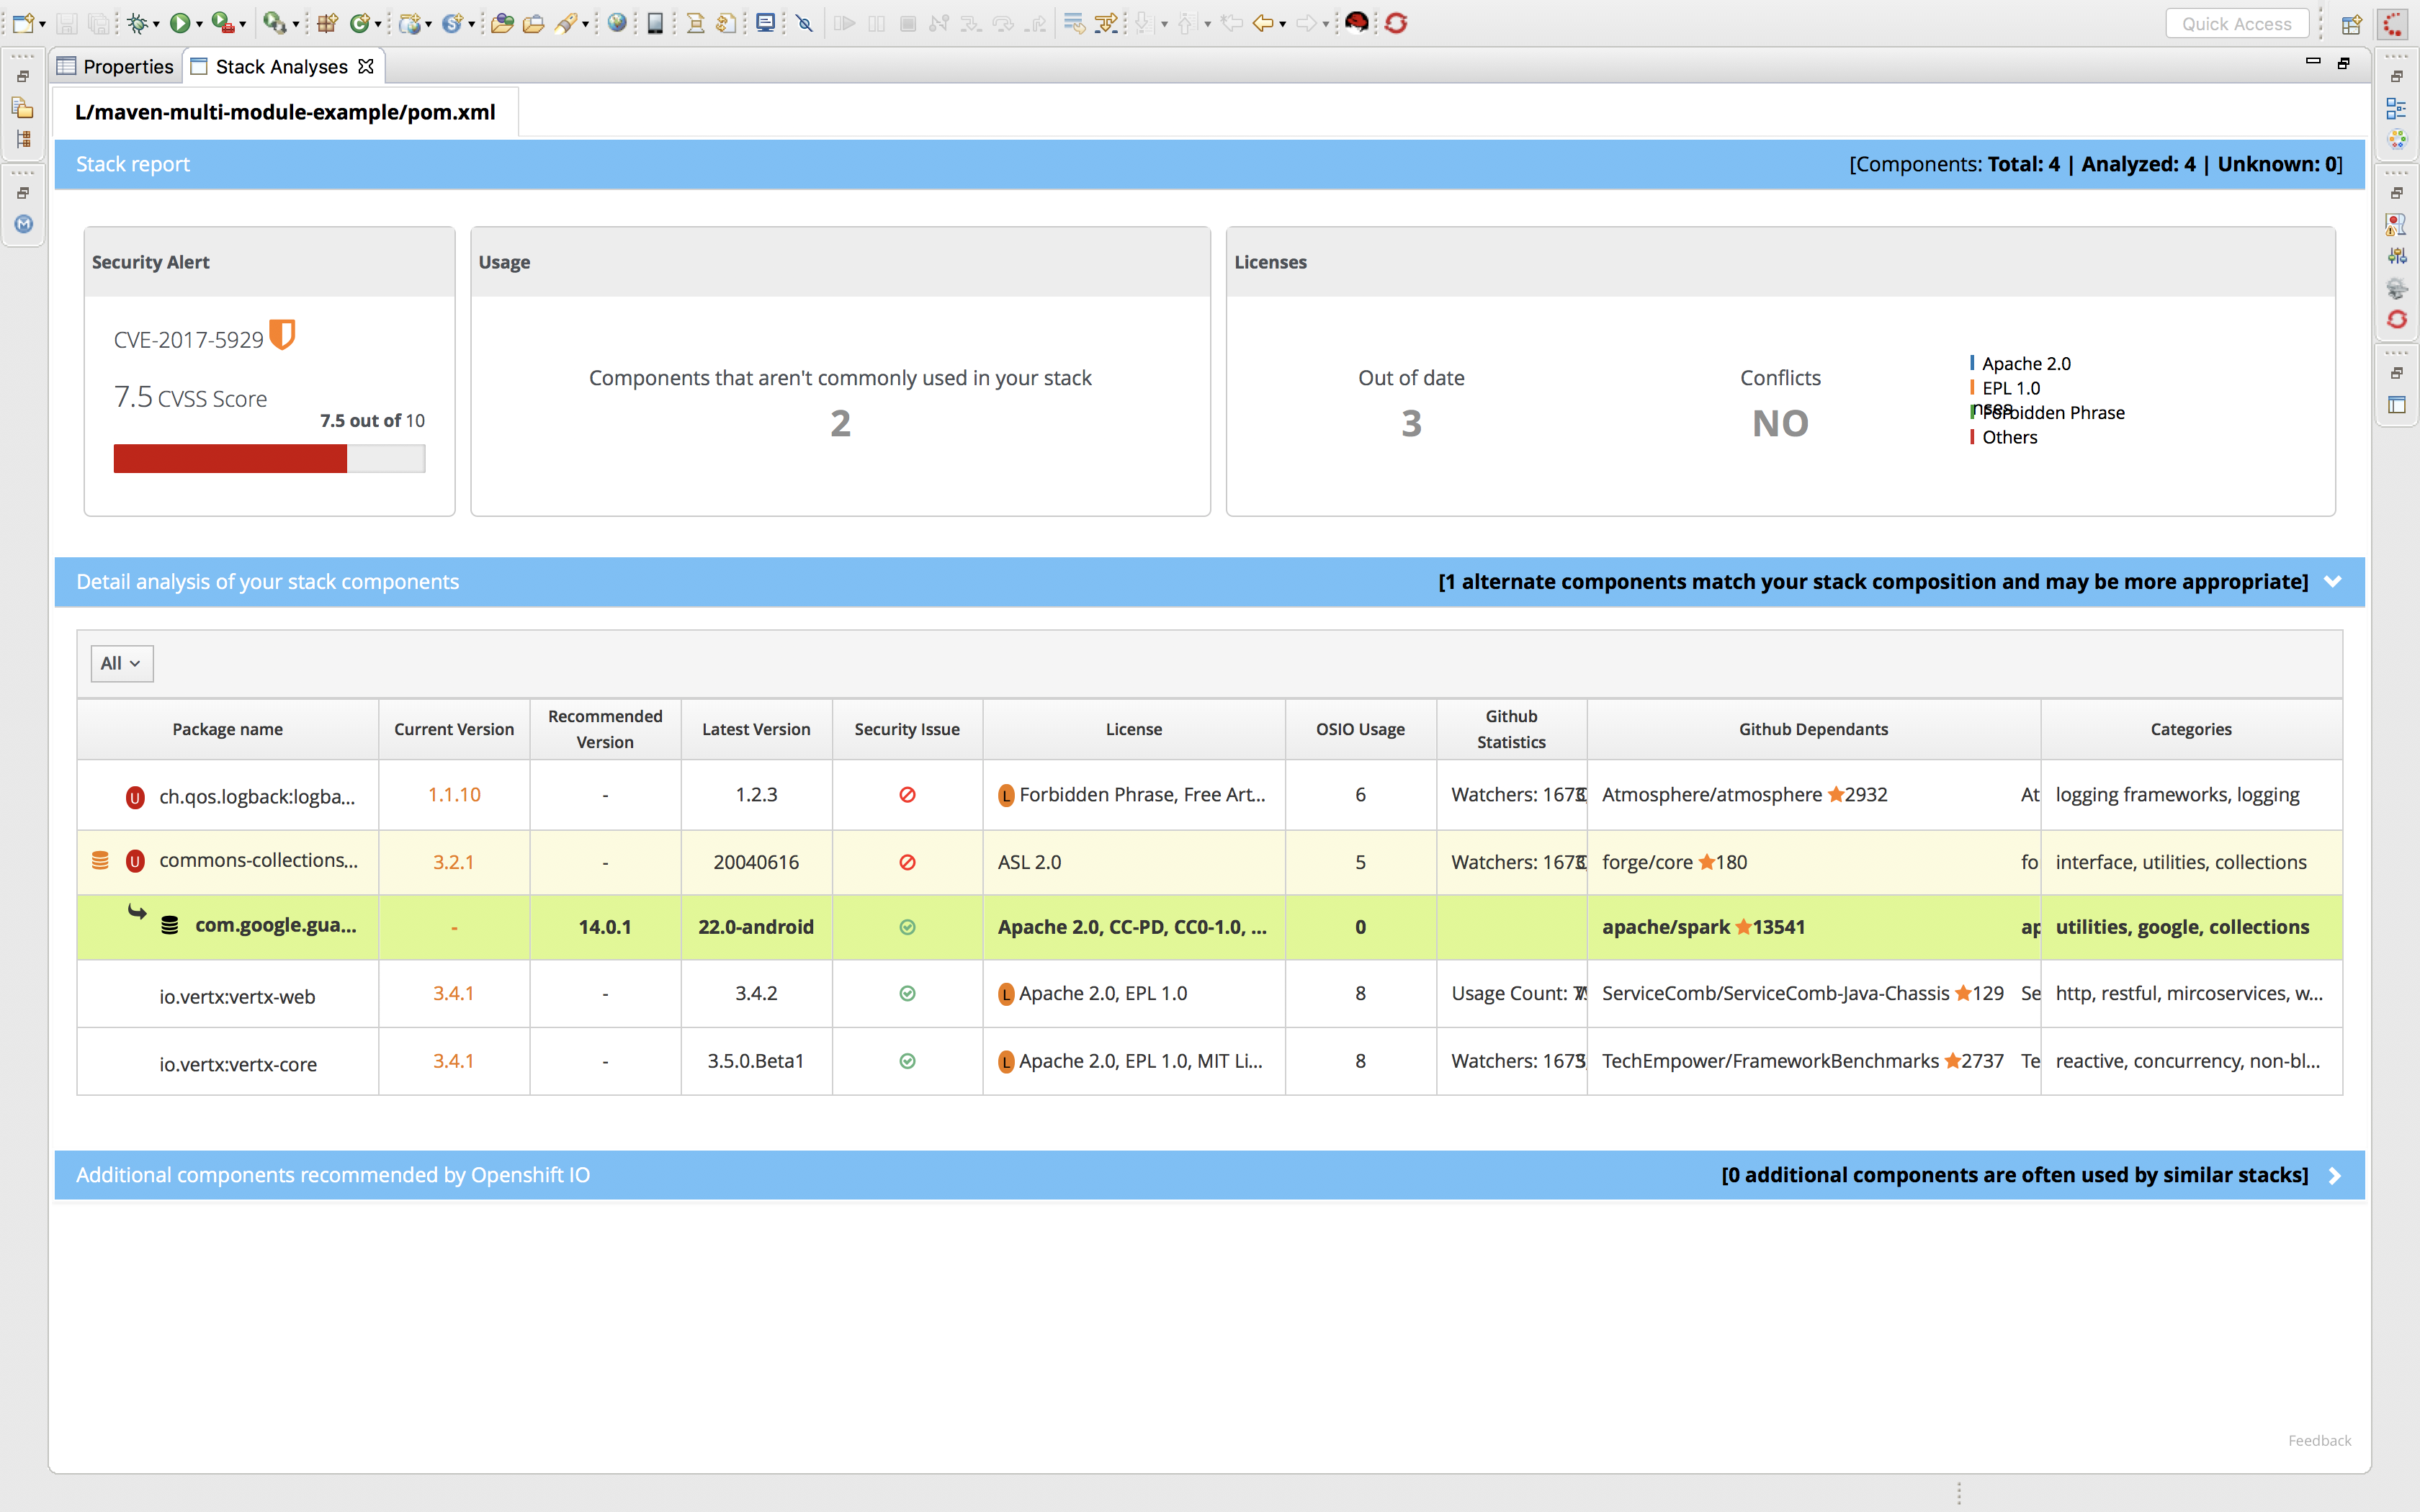 Quick Access
Properties
Stack Analyses
L/maven-multi-module-example/pom.xml
Stack report
[Components: Total: 4 | Analyzed: 4 | Unknown: 0]
Security Alert
Usage
Licenses
CVE-2017-5929
7.5 CVSS Score
7.5 out of 10
Components that aren't commonly used in your stack
2
Out of date
3
Conflicts
NO
Apache 2.0
EPL 1.0
Forbidden Phrase
Others
Detail analysis of your stack components
[1 alternate components match your stack composition and may be more appropriate]
All
Package name Current Version Recommended Version Latest Version Security Issue License OSIO Usage Github Statistics Github Dependants Categories
U ch.qos.logback:logba... 1.1.10 - 1.2.3 L Forbidden Phrase, Free Art... 6 Watchers: 1673 Atmosphere/atmosphere 2932 At logging frameworks, logging
U commons-collections... 3.2.1 - 20040616 ASL 2.0 5 Watchers: 1673 forge/core 180 fo interface, utilities, collections
com.google.gua... - 14.0.1 22.0-android Apache 2.0, CC-PD, CC0-1.0, ... 0 apache/spark 13541 ap utilities, google, collections
io.vertx:vertx-web 3.4.1 - 3.4.2 L Apache 2.0, EPL 1.0 8 Usage Count: ServiceComb/ServiceComb-Java-Chassis 129 Se http, restful, mircoservices, w...
io.vertx:vertx-core 3.4.1 - 3.5.0.Beta1 L Apache 2.0, EPL 1.0, MIT Li... 8 Watchers: 1673 TechEmpower/FrameworkBenchmarks 2737 Te reactive, concurrency, non-bl...
Additional components recommended by Openshift IO
[0 additional components are often used by similar stacks]
Feedback